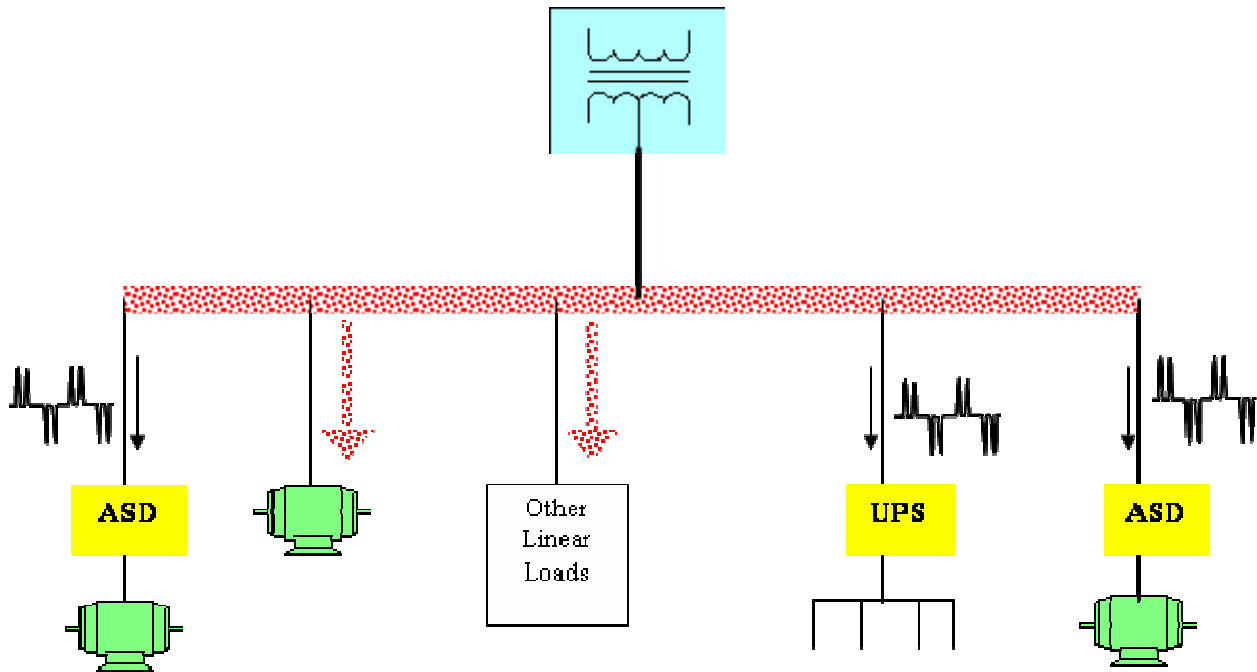 ASD
Other
Linear
Loads
UPS
ASD